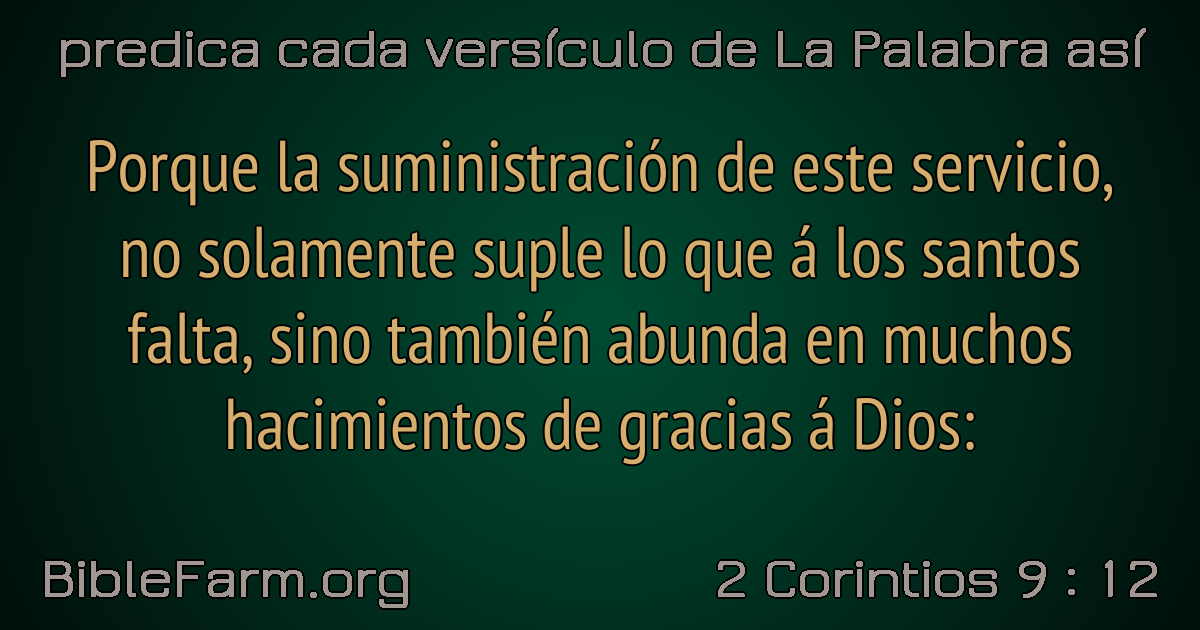 predica cada versículo de La Palabra así
Porque la suministración de este servicio,
no solamente suple lo que á los santos
falta, sino también abunda en muchos
hacimientos de gracias á Dios:
BibleFarm.org
2 Corintios 9 : 12